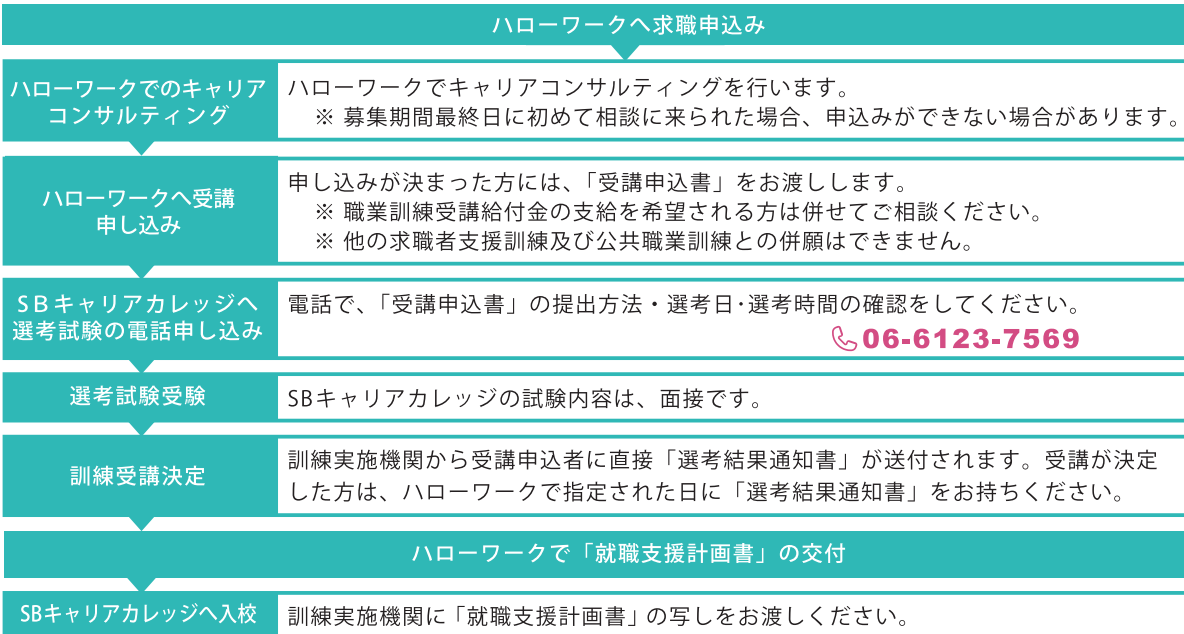 ハローワークへ求職申込み
ハローワークでのキャリア
コンサルティング
ハローワークでキャリアコンサルティングを行います。
※ 募集期間最終日に初めて相談に来られた場合、申込みができない場合があります。
ハローワークへ受講
申し込み
申し込みが決まった方には、「受講申込書」をお渡しします。
※ 職業訓練受講給付金の支給を希望される方は併せてご相談ください。
※ 他の求職者支援訓練及び公共職業訓練との併願はできません。
SBキャリアカレッジへ
選考試験の電話申し込み
電話で、「受講申込書」の提出方法・選考日・選考時間の確認をしてください。
06-6123-7569
選考試験受験
SBキャリアカレッジの試験内容は、面接です。
訓練受講決定
訓練実施機関から受講申込者に直接「選考結果通知書」が送付されます。受講が決定
した方は、ハローワークで指定された日に「選考結果通知書」をお持ちください。
ハローワークで「就職支援計画書」の交付
SBキャリアカレッジへ入校
訓練実施機関に「就職支援計画書」の写しをお渡しください。